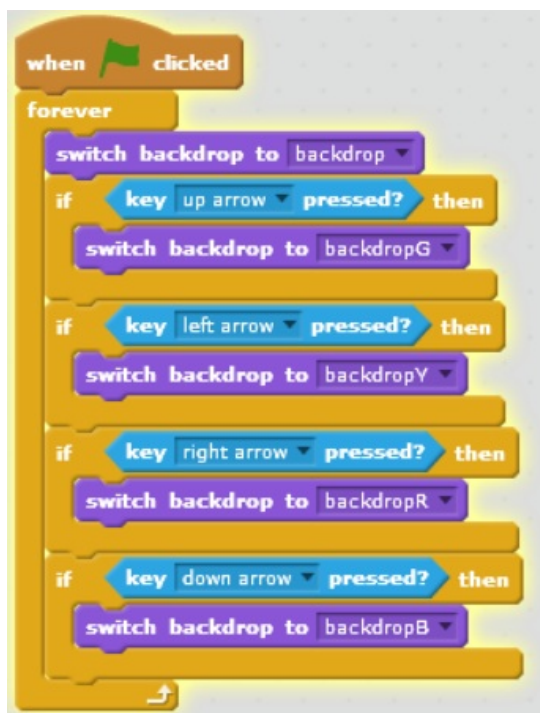 when clicked
forever
switch backdrop to backdrop
if key up arrow pressed? then
switch backdrop to backdropG
if key left arrow pressed? then
switch backdrop to backdropY
if key right arrow pressed? then
switch backdrop to backdropR
if key down arrow pressed? then
switch backdrop to backdropB